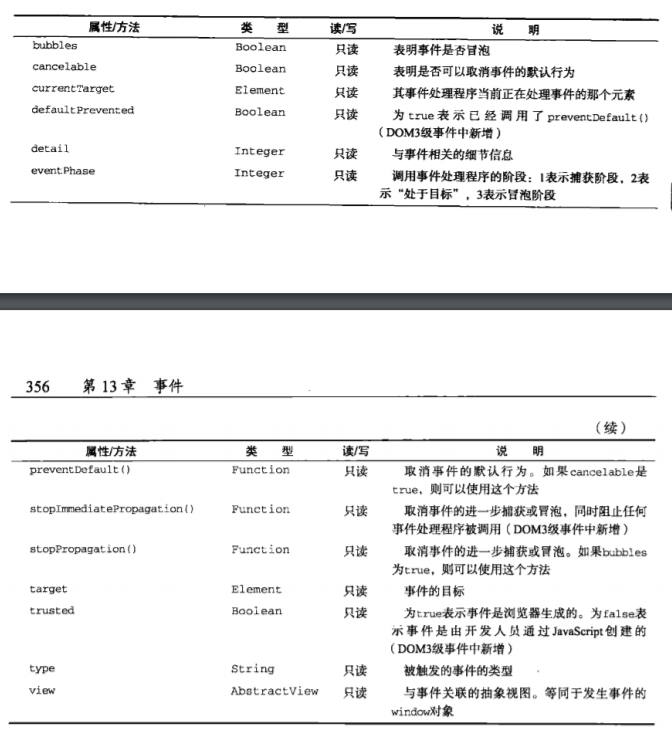 属性/方法 类 型 读/写 说 明
bubbles Boolean 只读 表明事件是否冒泡
cancelable Boolean 只读 表明是否可以取消事件的默认行为
currentTarget Element 只读 其事件处理程序当前正在处理事件的那个元素
defaultPrevented Boolean 只读 为true表示已经调用了preventDefault()
（DOM3级事件中新增）
detail Integer 只读 与事件相关的细节信息
eventPhase Integer 只读 调用事件处理程序的阶段：1表示捕获阶段，2表
示“处于目标”，3表示冒泡阶段
356 第13章 事件
（续）
属性/方法 类 型 读/写 说 明
preventDefault() Function 只读 取消事件的默认行为。如果cancelable是
true，则可以使用这个方法
stopImmediatePropagation() Function 只读 取消事件的进一步捕获或冒泡，同时阻止任何
事件处理程序被调用（DOM3级事件中新增）
stopPropagation() Function 只读 取消事件的进一步捕获或冒泡。如果bubbles
为true，则可以使用这个方法
target Element 只读 事件的目标
trusted Boolean 只读 为true表示事件是浏览器生成的。为false表
示事件是由开发人员通过JavaScript创建的
（DOM3级事件中新增）
type String 只读 被触发的事件的类型
view AbstractView 只读 与事件关联的抽象视图。等同于发生事件的
window对象